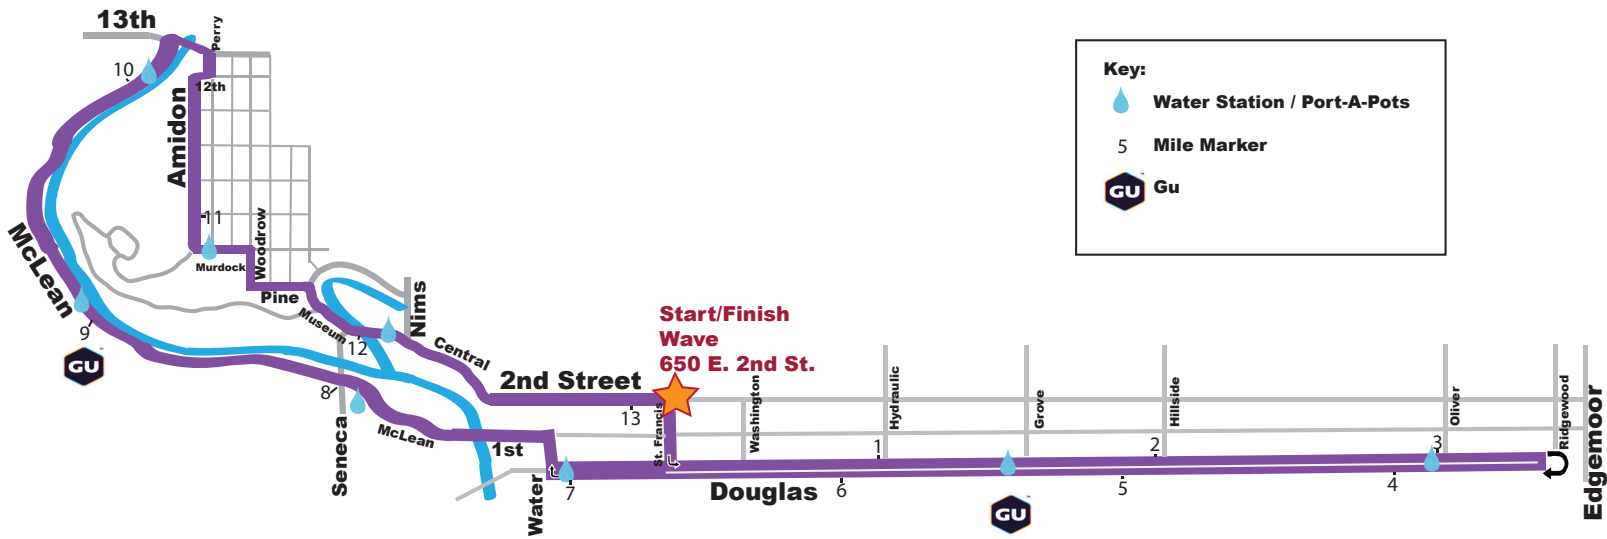 13th
Perry
10
12th
Amidon
11
Woodrow
Murdock
Pine
McLean
9
GU
Museum
12
Nims
Central
8
Seneca
McLean
1st
2nd Street
13
Start/Finish
Wave
650 E. 2nd St.
St. Francis
Washington
Hydraulic
Grove
Hillside
Oliver
Ridgewood
Edgemoor
1
2
3
Water
7
Douglas
6
GU
5
4
Key:
Water Station / Port-A-Pots
5 Mile Marker
GU Gu